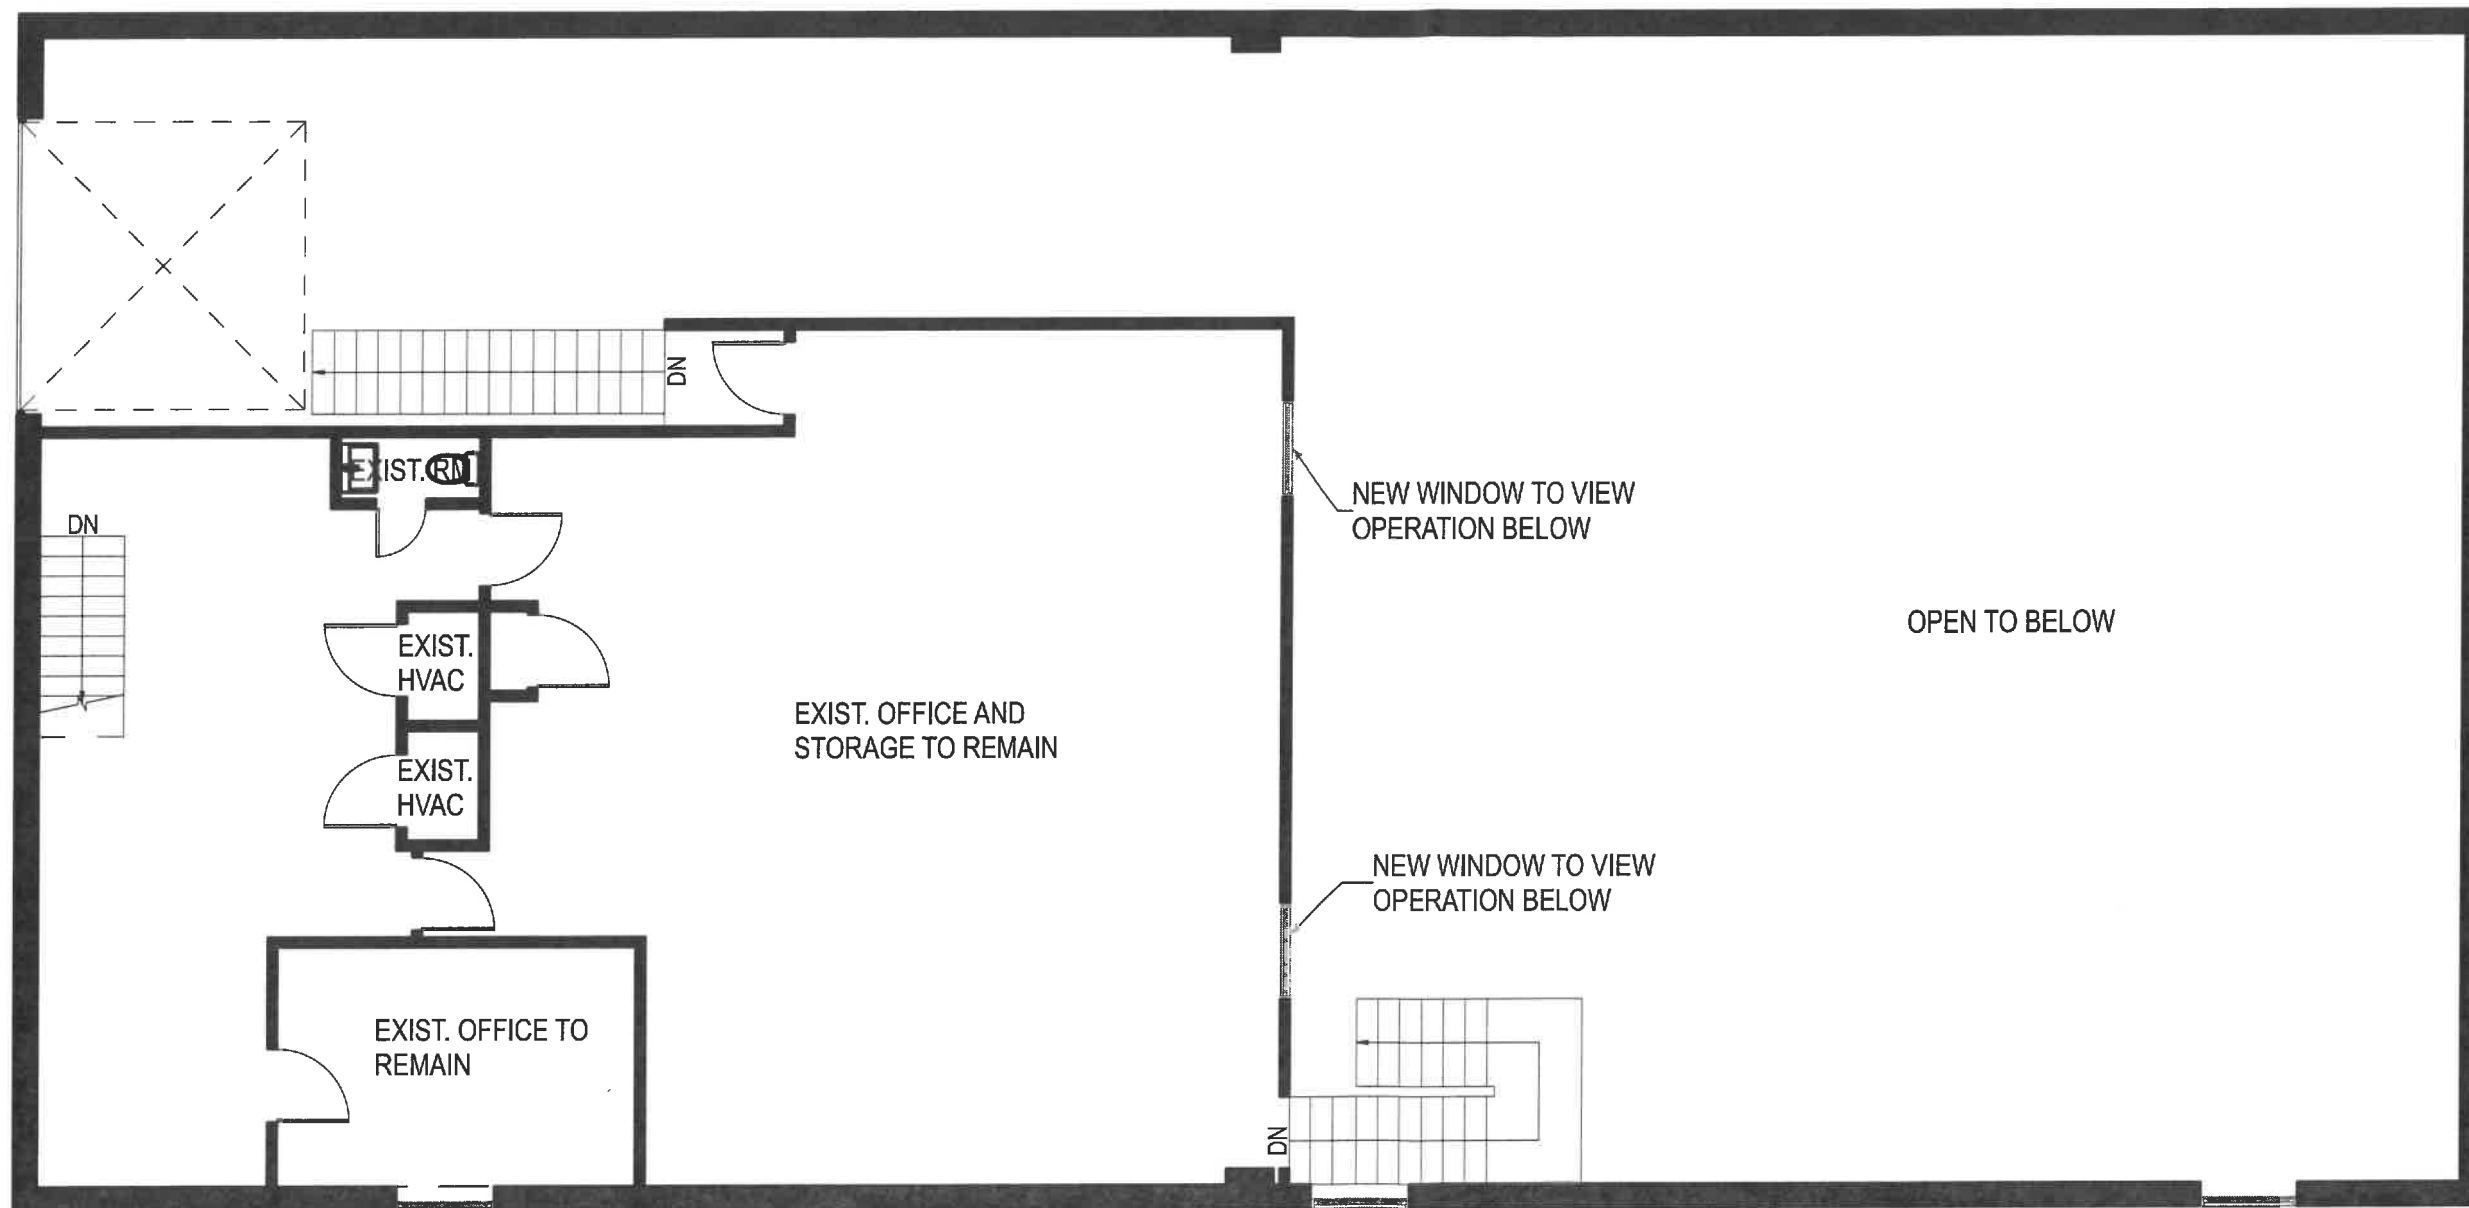 DN
EXIST. RM
NEW WINDOW TO VIEW
OPERATION BELOW
DN
OPEN TO BELOW
EXIST.
HVAC
EXIST. OFFICE AND
STORAGE TO REMAIN
EXIST.
HVAC
NEW WINDOW TO VIEW
OPERATION BELOW
EXIST. OFFICE TO
REMAIN
DN